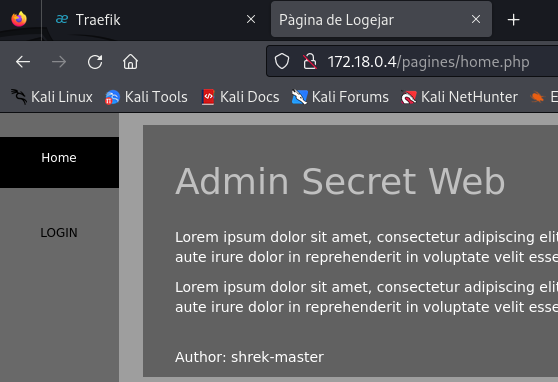 Traefik
Pàgina de Logejar
172.18.0.4/pagines/home.php
Kali Linux
Kali Tools
Kali Docs
Kali Forums
Kali NetHunter
E
Home
LOGIN
Admin Secret Web
Lorem ipsum dolor sit amet, consectetur adipiscing elit
aute irure dolor in reprehenderit in voluptate velit esse
Lorem ipsum dolor sit amet, consectetur adipiscing elit
aute irure dolor in reprehenderit in voluptate velit esse
Author: shrek-master